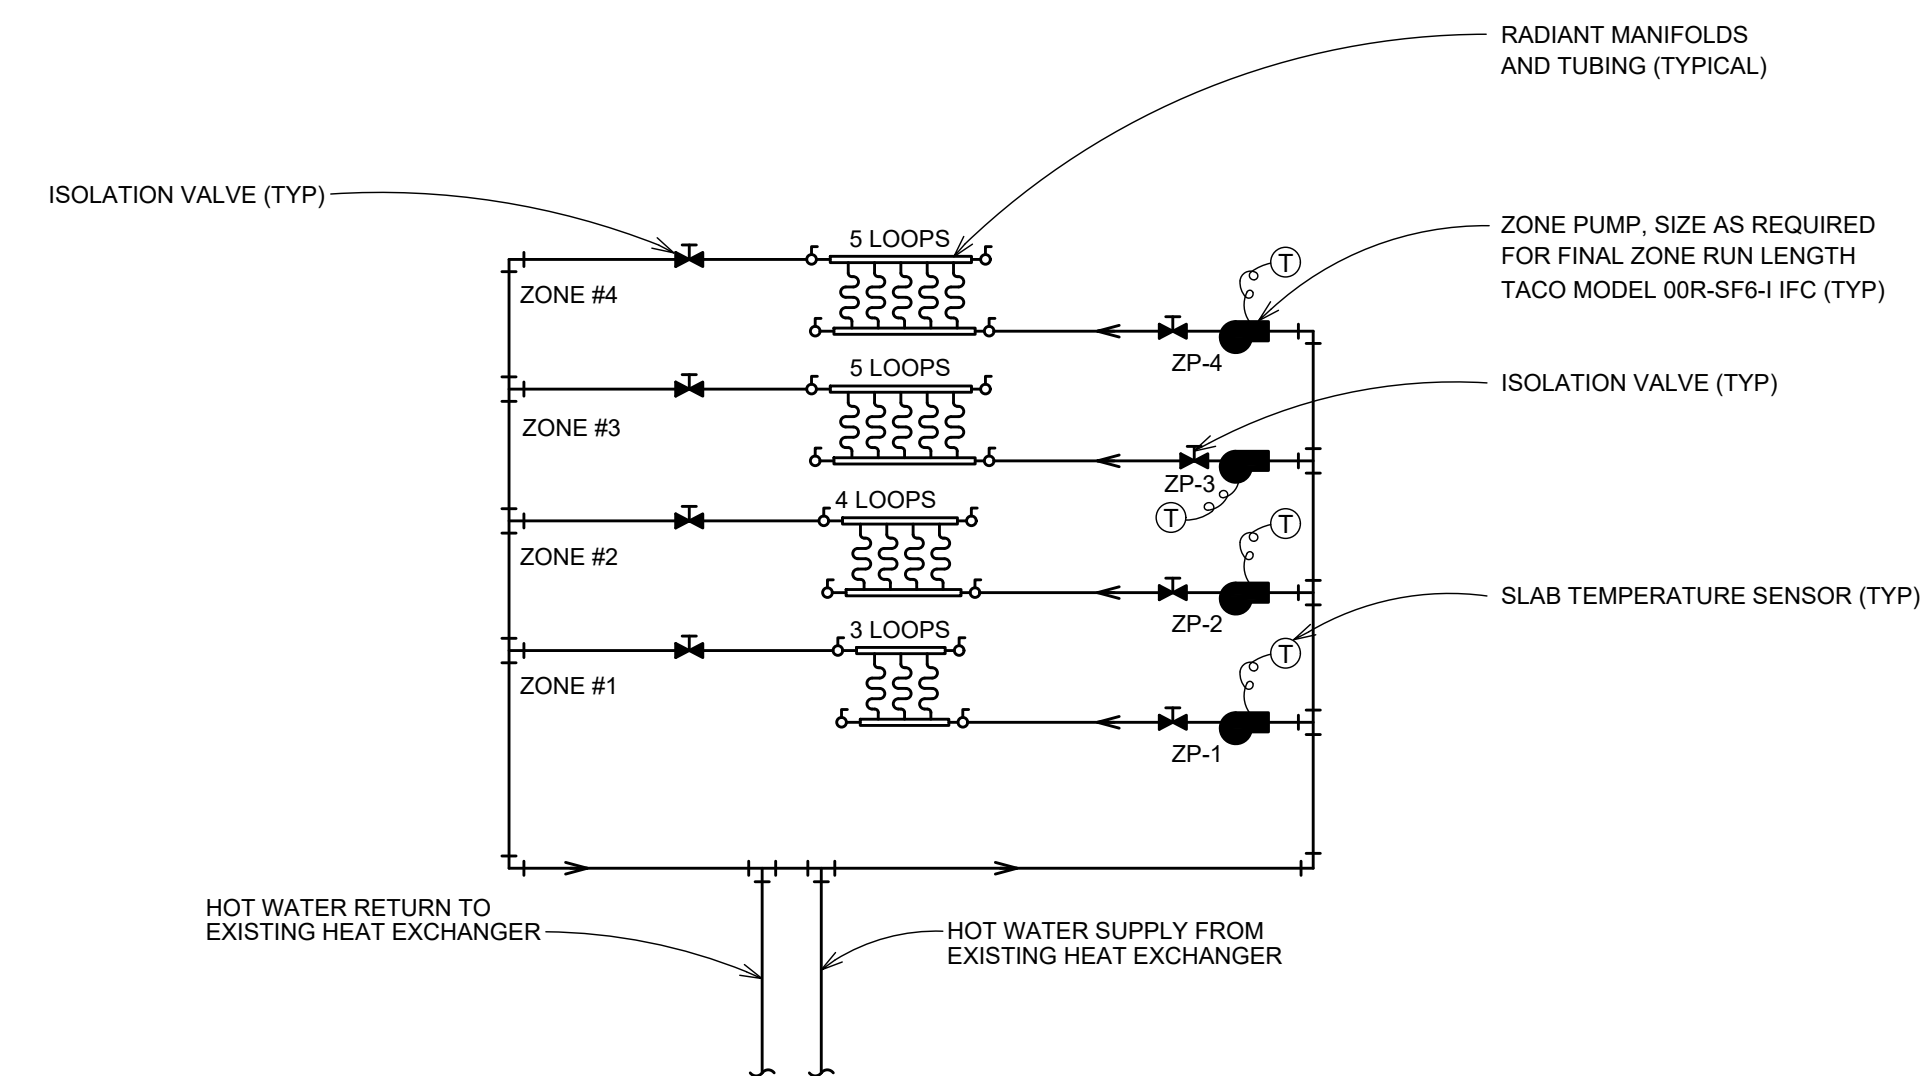 RADIANT MANIFOLDS
AND TUBING (TYPICAL)
ISOLATION VALVE (TYP)
ZONE PUMP, SIZE AS REQUIRED
FOR FINAL ZONE RUN LENGTH
TACO MODEL 00R-SF6-I IFC (TYP)
5 LOOPS
T
ZONE #4
ZP-4
5 LOOPS
ISOLATION VALVE (TYP)
ZONE #3
ZP-3
T
4 LOOPS
T
ZONE #2
ZP-2
SLAB TEMPERATURE SENSOR (TYP)
3 LOOPS
T
ZONE #1
ZP-1
HOT WATER RETURN TO
EXISTING HEAT EXCHANGER
HOT WATER SUPPLY FROM
EXISTING HEAT EXCHANGER